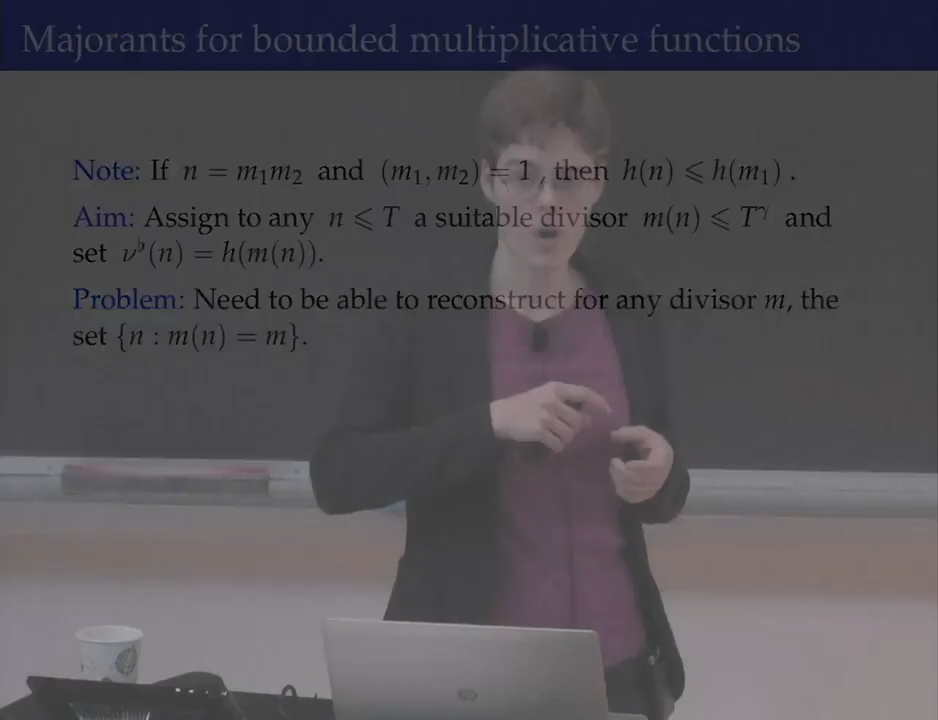 Majorants for bounded multiplicative functions
Note: If n = m₁m₂ and (m₁, m₂) = 1 , then h(n) ⩽ h(m₁) .
Aim: Assign to any n ⩽ T a suitable divisor m(n) ⩽ T^γ and
set ν^♭(n) = h(m(n)).
Problem: Need to be able to reconstruct for any divisor m, the
set {n : m(n) = m}.
hp